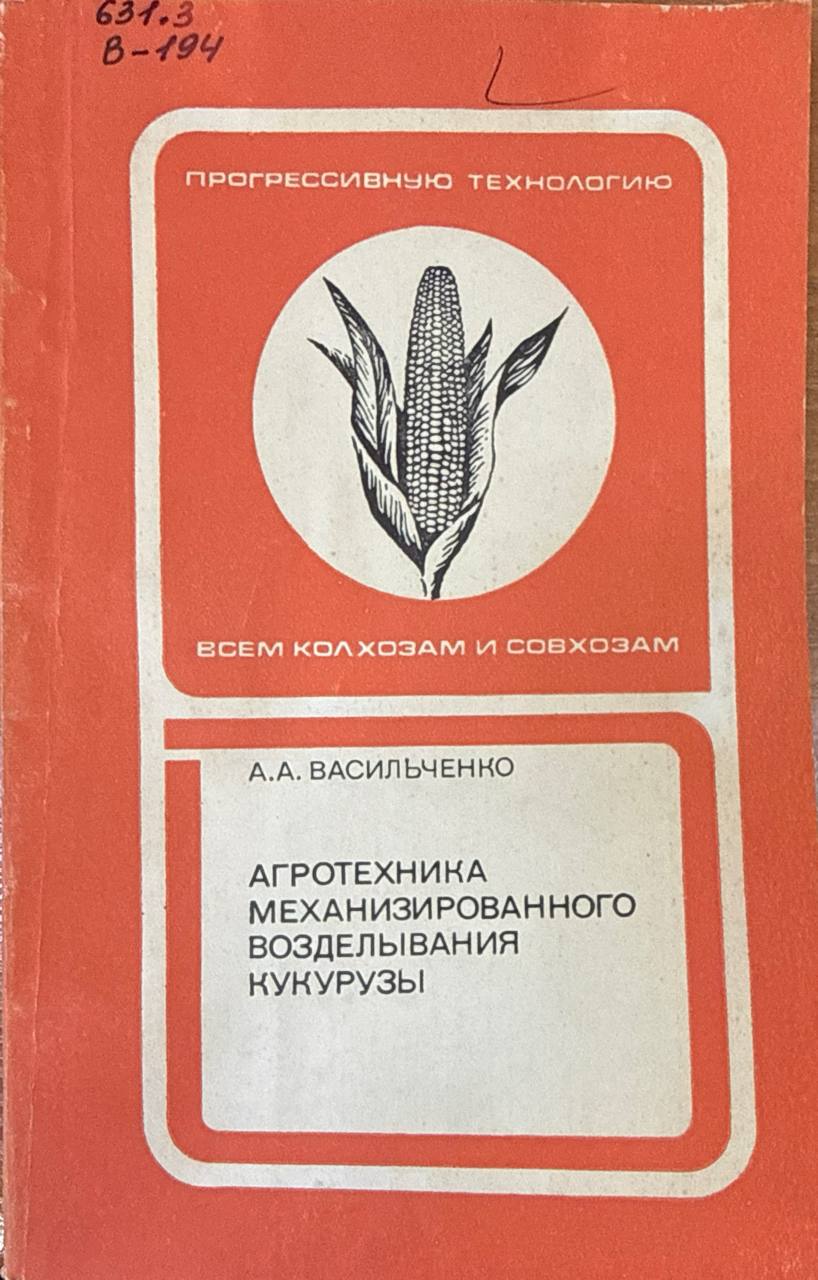 631.3
В-194
ПРОГРЕССИВНУЮ ТЕХНОЛОГИЮ
ВСЕМ КОЛХОЗАМ И СОВХОЗАМ
А.А. ВАСИЛЬЧЕНКО
АГРОТЕХНИКА
МЕХАНИЗИРОВАННОГО
ВОЗДЕЛЫВАНИЯ
КУКУРУЗЫ